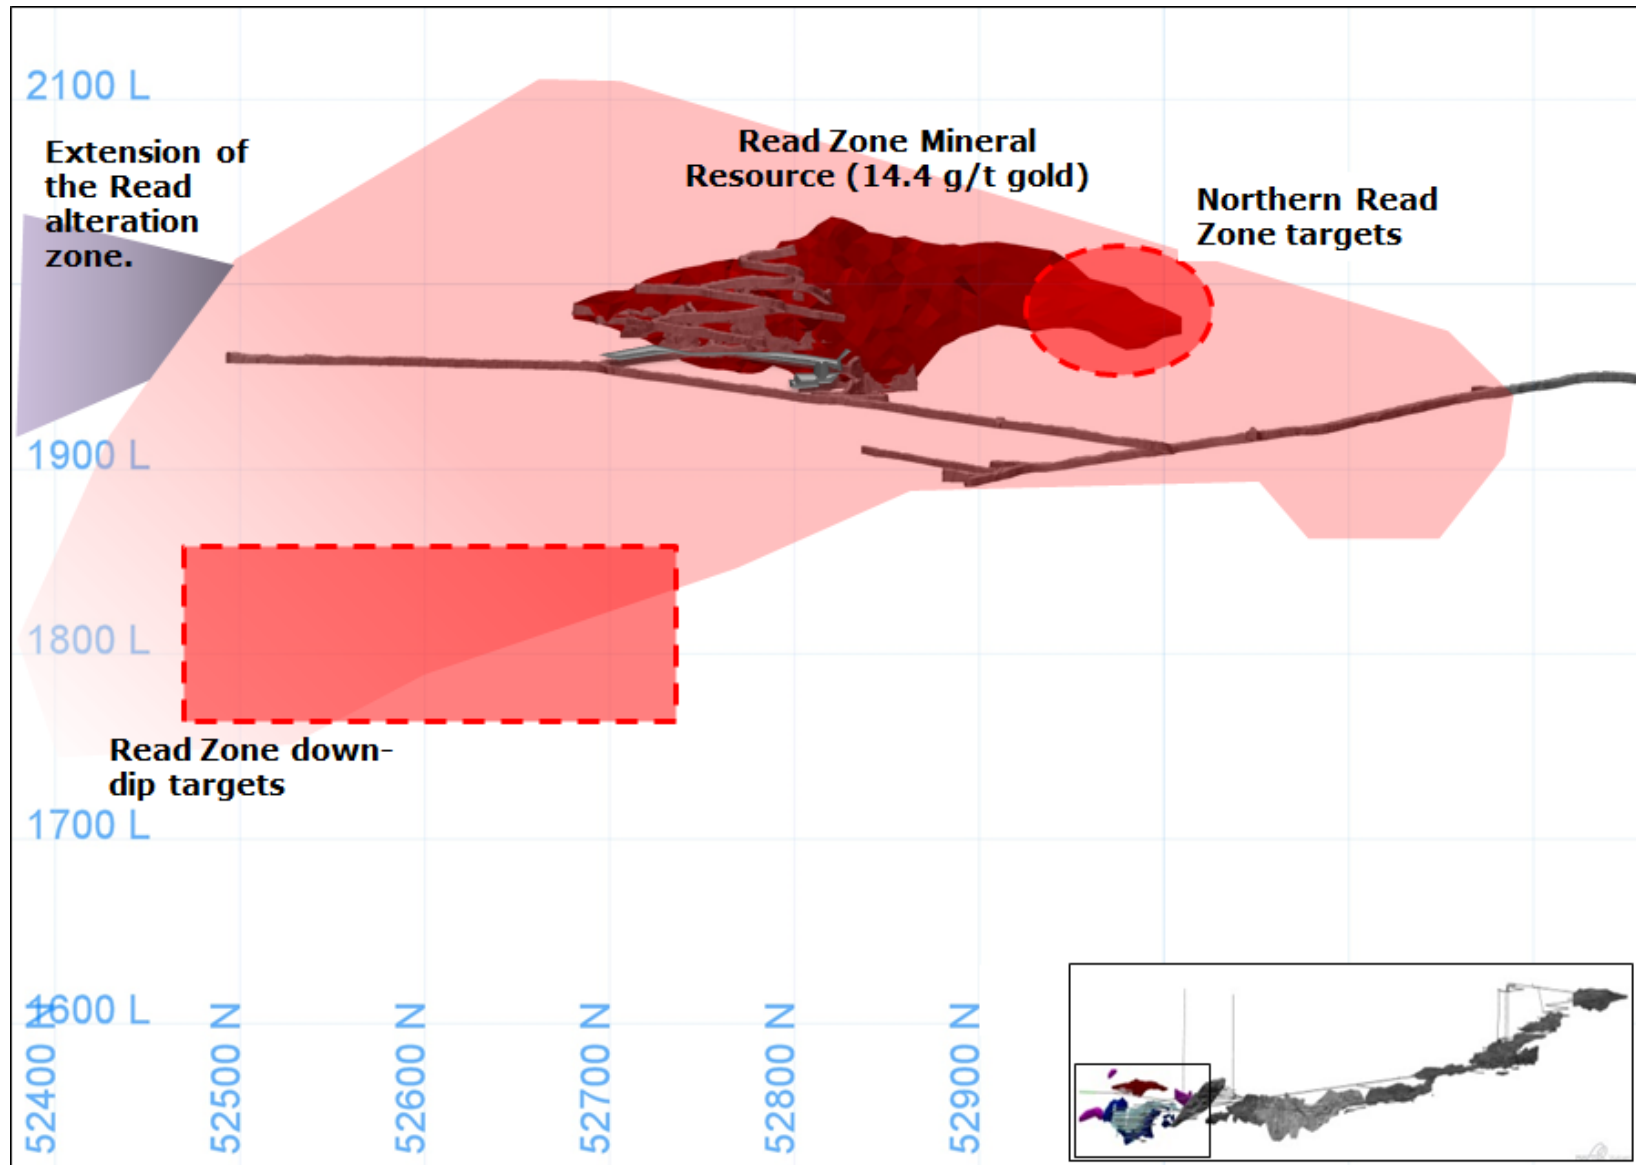 2100 L
Extension of
the Read
alteration
zone.
Read Zone Mineral
Resource (14.4 g/t gold)
Northern Read
Zone targets
1900 L
1800 L
Read Zone down-
dip targets
1700 L
1600 L
52400 N
52500 N
52600 N
52700 N
52800 N
52900 N